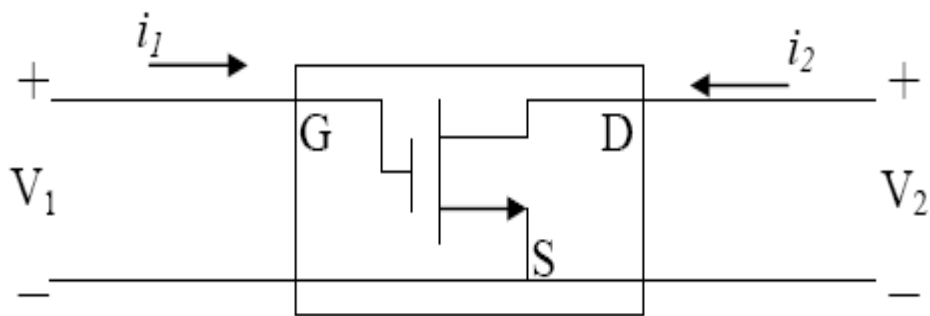 i₁
i₂
+ +
G D
V₁ V₂
S
− −